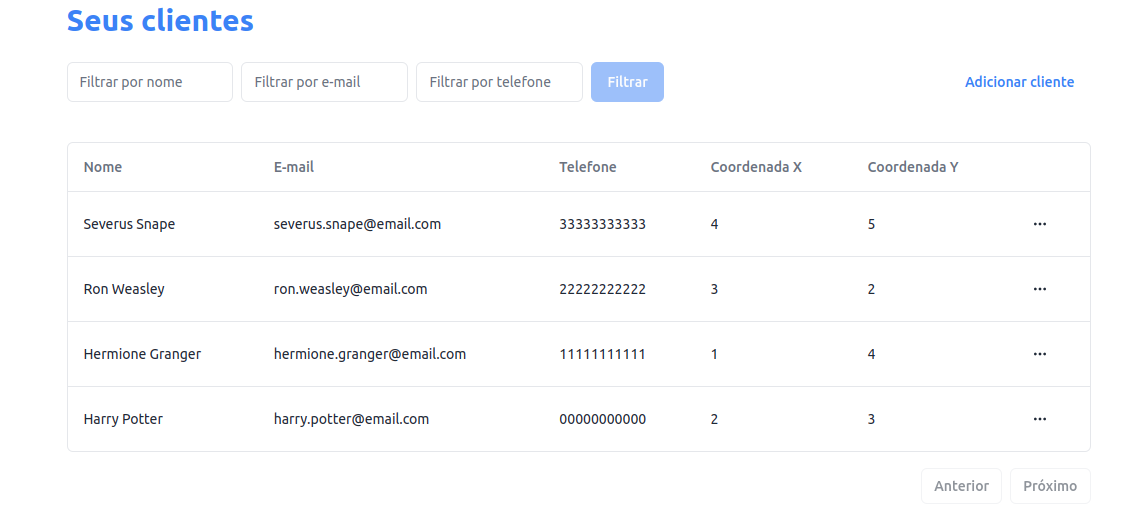 Seus clientes
Filtrar por nome Filtrar por e-mail Filtrar por telefone Filtrar Adicionar cliente
Nome E-mail Telefone Coordenada X Coordenada Y
Severus Snape severus.snape@email.com 33333333333 4 5 ...
Ron Weasley ron.weasley@email.com 22222222222 3 2 ...
Hermione Granger hermione.granger@email.com 11111111111 1 4 ...
Harry Potter harry.potter@email.com 00000000000 2 3 ...
Anterior Próximo